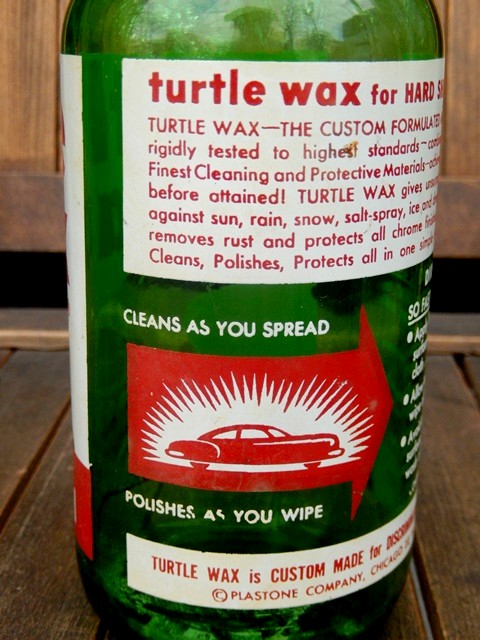 turtle wax for HARD
TURTLE WAX—THE CUSTOM FORMULATED
rigidly tested to highest standards—
Finest Cleaning and Protective Materials—
before attained! TURTLE WAX gives
against sun, rain, snow, salt-spray, ice and
removes rust and protects all chrome
Cleans, Polishes, Protects all in one
CLEANS AS YOU SPREAD
SO
POLISHES AS YOU WIPE
TURTLE WAX is CUSTOM MADE for
© PLASTONE COMPANY, CHICAGO